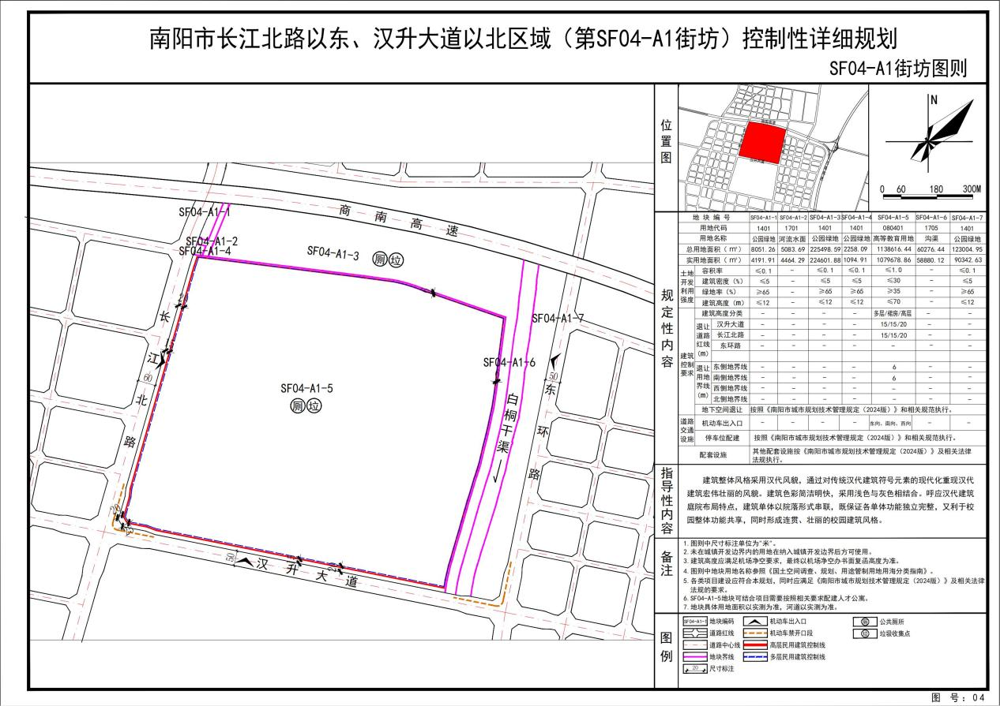 南阳市长江北路以东、汉升大道以北区域（第SF04-A1街坊）控制性详细规划
SF04-A1街坊图则
SF04-A1-1
SF04-A1-2
SF04-A1-4
SF04-A1-3
厕 垃
商南高速
SF04-A1-7
SF04-A1-6
SF04-A1-5
厕 垃
长江北路
60
白桐干渠
50
东环路
50
汉升大道
位置图
N
0 60 180 300M
规定性内容
地块编号 SF04-A1-1 SF04-A1-2 SF04-A1-3 SF04-A1-4 SF04-A1-5 SF04-A1-6 SF04-A1-7
用地代码 1401 1701 1401 1401 080401 1705 1401
用地名称 公园绿地 河流水面 公园绿地 公园绿地 高等教育用地 沟渠 公园绿地
总用地面积（㎡） 8051.26 5083.69 225498.59 2258.09 1138616.44 60276.44 123004.95
实用地面积（㎡） 4191.91 4464.29 224601.88 1094.91 1079678.86 58880.12 90342.63
土地开发利用强度
容积率 ≤0.1 - ≤0.1 ≤0.1 ≤1.0 - ≤0.1
建筑密度（%） ≤5 - ≤5 ≤5 ≤30 - ≤5
绿地率（%） ≥65 - ≥65 ≥65 ≥35 - ≥65
建筑高度（m） ≤12 - ≤12 ≤12 ≤70 - ≤12
建筑控制要求
建筑高度分类 - - - - 多层/裙房/高层 - -
退让道路红线(m)
汉升大道 - - - - 15/15/20 - -
长江北路 - - - - 15/15/20 - -
东环路 - - - - - - -
退让用地界线(m)
东侧地界线 - - - - 6 - -
南侧地界线 - - - - 6 - -
西侧地界线 - - - - - - -
北侧地界线 - - - - - - -
地下空间退让 按照《南阳市城市规划技术管理规定（2024版）》和相关规范执行。
道路交通设施
机动车出入口 - - - - 东向、南向、西向 - -
停车位配建 按照《南阳市城市规划技术管理规定（2024版）》和相关规范执行。
配套设施 其他配套设施按《南阳市城市规划技术管理规定（2024版）》及相关法律
法规执行。
指导性内容
建筑整体风格采用汉代风貌，通过对传统汉代建筑符号元素的现代化重现汉代
建筑宏伟壮丽的风貌。建筑色彩简洁明快，采用浅色与灰色相结合。呼应汉代建筑
庭院布局特点，建筑单体以院落形式串联，既保证各单体功能独立完整，又利于校
园整体功能共享，同时形成连贯、壮丽的校园建筑风格。
备注
1. 图则中尺寸标注单位为"米"。
2. 未在城镇开发边界内的用地在纳入城镇开发边界后方可使用。
3. 建筑高度应满足机场净空要求，最终以机场净空办书面复函高度为准。
4. 图则中地块用地名称参照《国土空间调查、规划、用途管制用地用海分类指南》。
5. 各类项目建设应符合本规划，同时应满足《南阳市城市规划技术管理规定（2024版）》及相关法律
法规的要求。
6. SF04-A1-5地块可结合项目需要按照相关要求配建人才公寓。
7. 地块具体用地面积以实测为准，河道以实测为准。
图例
SF04-A1-1 地块编码 机动车出入口 厕 公共厕所
道路红线 机动车禁开口段 垃 垃圾收集点
道路中心线 高层民用建筑控制线
地块界线 多层民用建筑控制线
20 尺寸标注
图 号：04